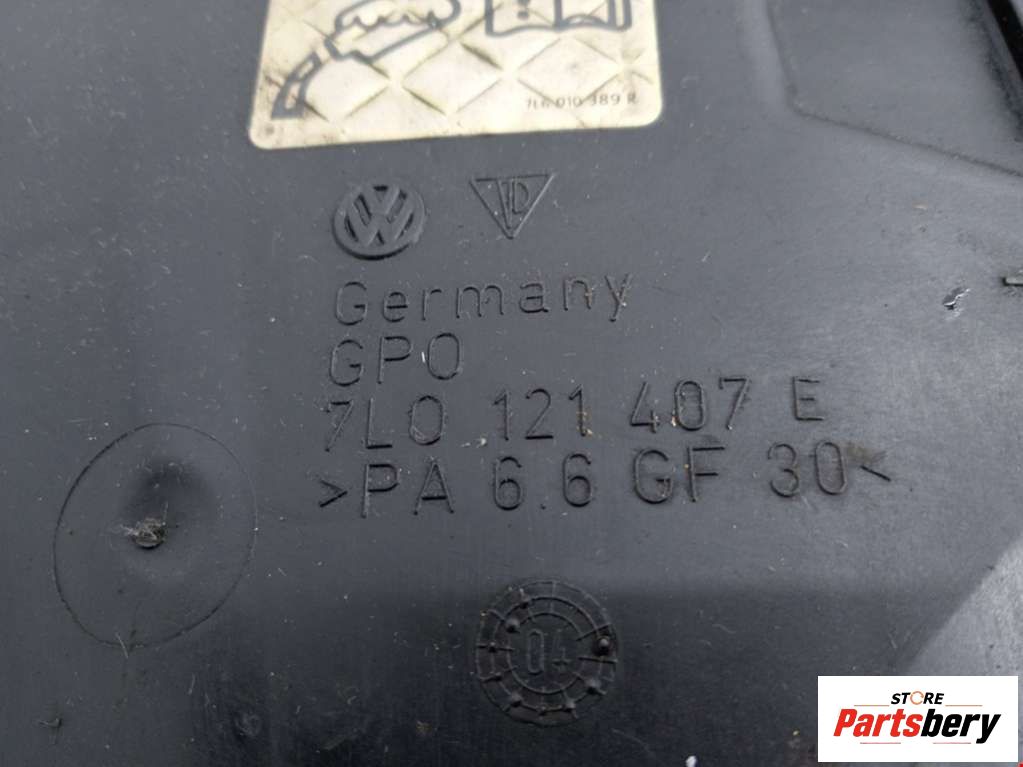 7L6 010 389 R
Germany
GPO
7L0 121 407 E
>PA 6.6 GF 30<
04
STORE
Partsbery